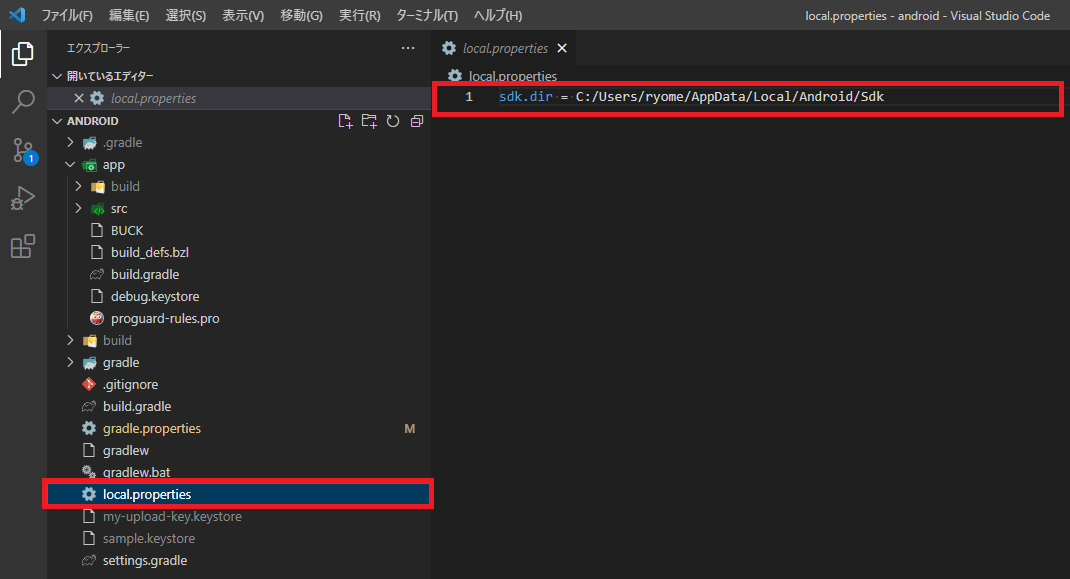 ファイル(F) 編集(E) 選択(S) 表示(V) 移動(G) 実行(R) ターミナル(T) ヘルプ(H) local.properties - android - Visual Studio Code
エクスプローラー ···
開いているエディター
local.properties
ANDROID
.gradle
app
build
src
BUCK
build_defs.bzl
build.gradle
debug.keystore
proguard-rules.pro
build
gradle
.gitignore
build.gradle
gradle.properties M
gradlew
gradlew.bat
local.properties
my-upload-key.keystore
sample.keystore
settings.gradle
1
local.properties
local.properties
1 sdk.dir = C:/Users/ryome/AppData/Local/Android/Sdk